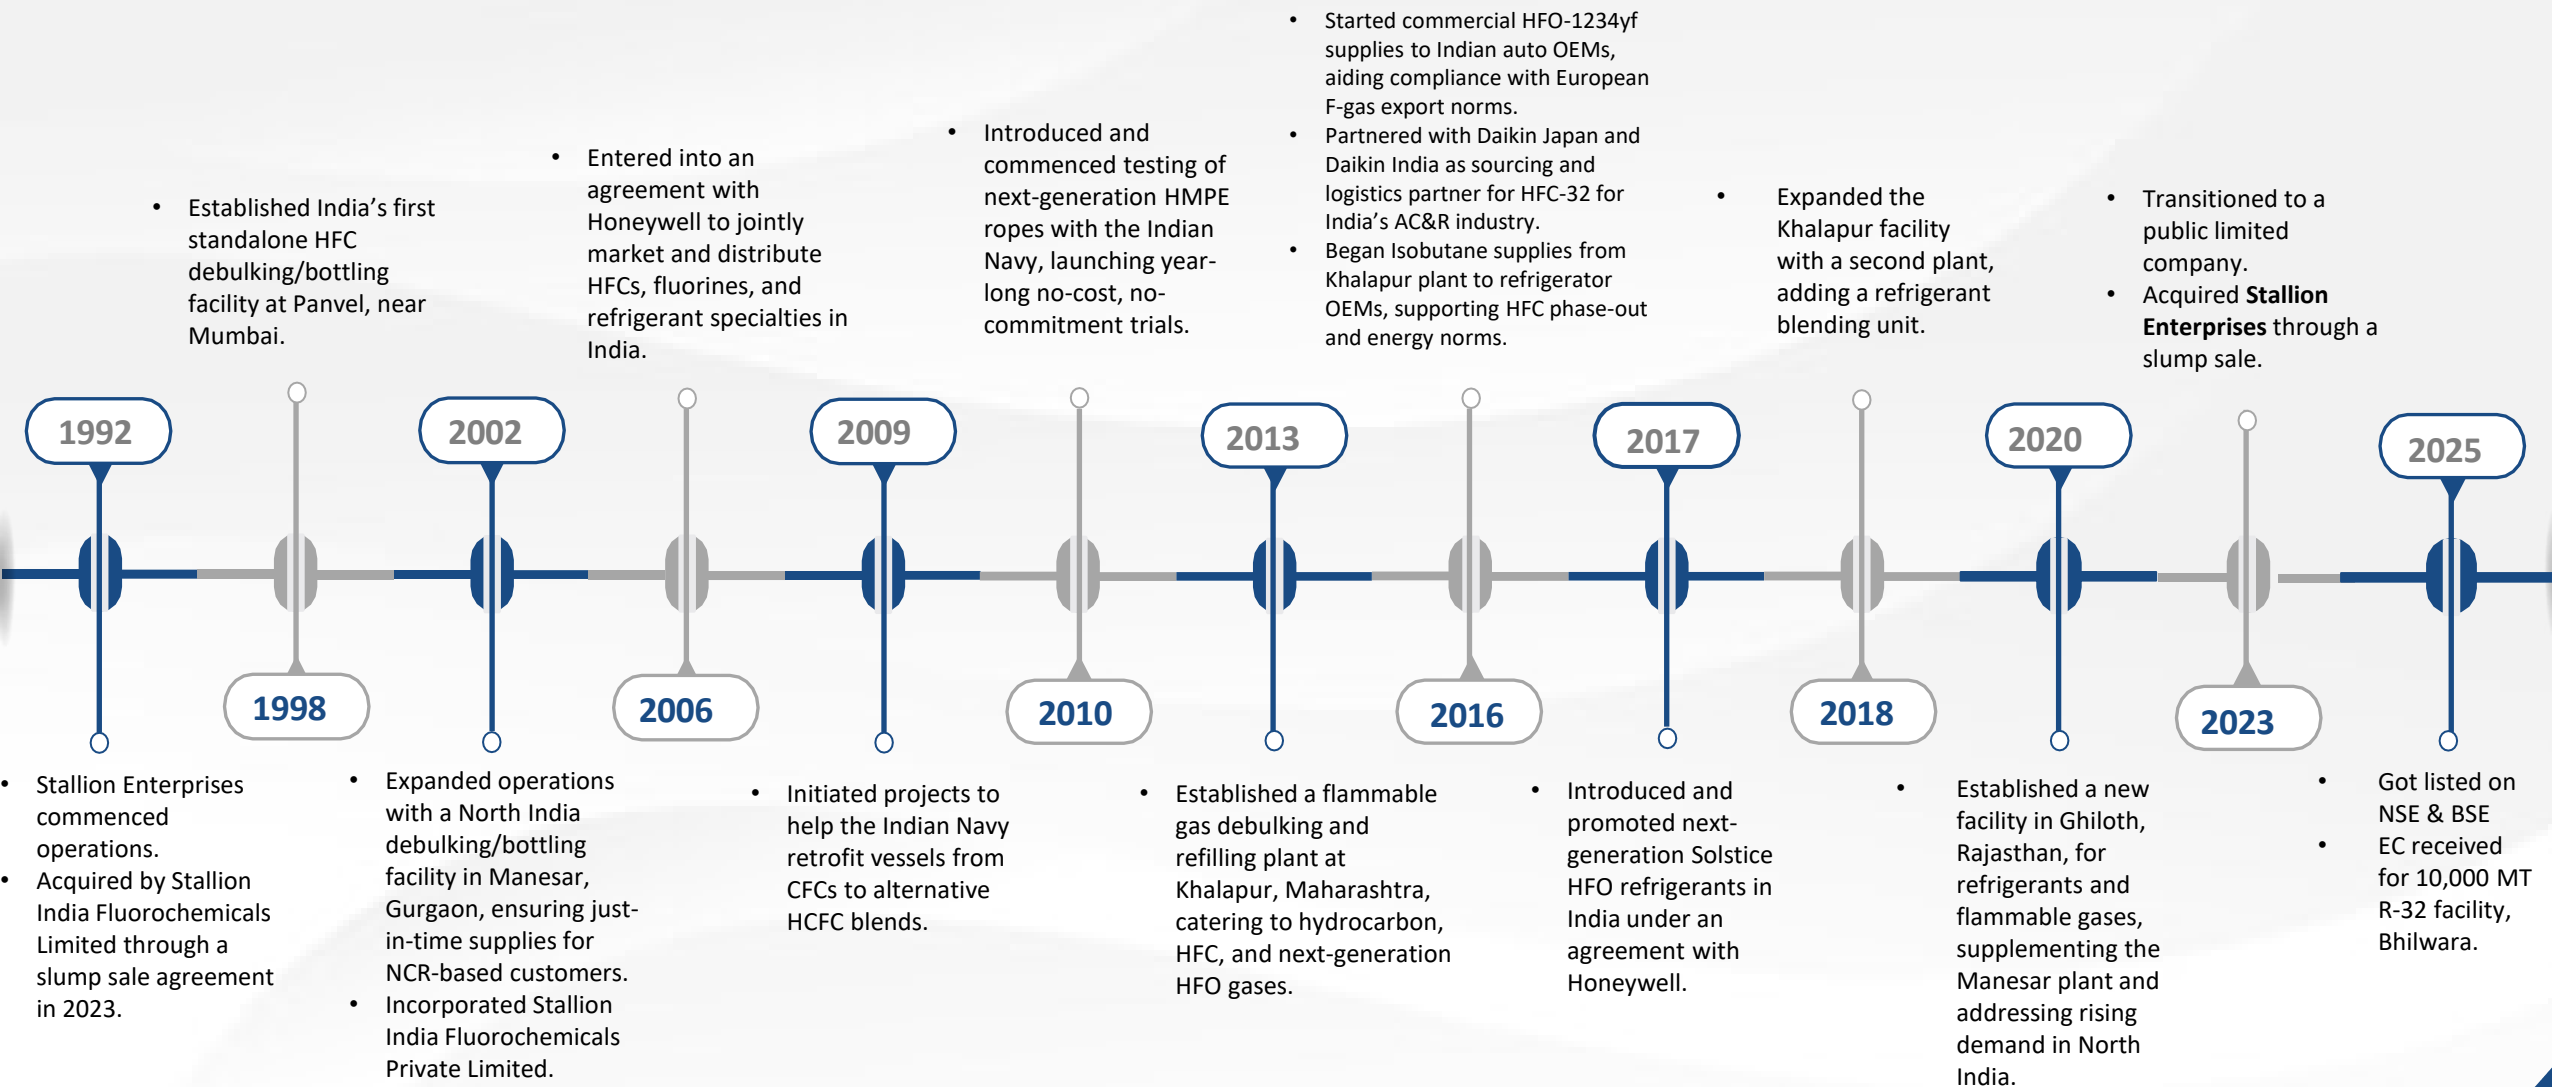 • Established India’s first
standalone HFC
debulking/bottling
facility at Panvel, near
Mumbai.
• Entered into an
agreement with
Honeywell to jointly
market and distribute
HFCs, fluorines, and
refrigerant specialties in
India.
• Introduced and
commenced testing of
next-generation HMPE
ropes with the Indian
Navy, launching year-
long no-cost, no-
commitment trials.
• Started commercial HFO-1234yf
supplies to Indian auto OEMs,
aiding compliance with European
F-gas export norms.
• Partnered with Daikin Japan and
Daikin India as sourcing and
logistics partner for HFC-32 for
India’s AC&R industry.
• Began Isobutane supplies from
Khalapur plant to refrigerator
OEMs, supporting HFC phase-out
and energy norms.
• Expanded the
Khalapur facility
with a second plant,
adding a refrigerant
blending unit.
• Transitioned to a
public limited
company.
• Acquired Stallion
Enterprises through a
slump sale.
1992
2002
2009
2013
2017
2020
2025
1998
2006
2010
2016
2018
2023
• Stallion Enterprises
commenced
operations.
• Acquired by Stallion
India Fluorochemicals
Limited through a
slump sale agreement
in 2023.
• Expanded operations
with a North India
debulking/bottling
facility in Manesar,
Gurgaon, ensuring just-
in-time supplies for
NCR-based customers.
• Incorporated Stallion
India Fluorochemicals
Private Limited.
• Initiated projects to
help the Indian Navy
retrofit vessels from
CFCs to alternative
HCFC blends.
• Established a flammable
gas debulking and
refilling plant at
Khalapur, Maharashtra,
catering to hydrocarbon,
HFC, and next-generation
HFO gases.
• Introduced and
promoted next-
generation Solstice
HFO refrigerants in
India under an
agreement with
Honeywell.
• Established a new
facility in Ghiloth,
Rajasthan, for
refrigerants and
flammable gases,
supplementing the
Manesar plant and
addressing rising
demand in North
India.
• Got listed on
NSE & BSE
• EC received
for 10,000 MT
R-32 facility,
Bhilwara.